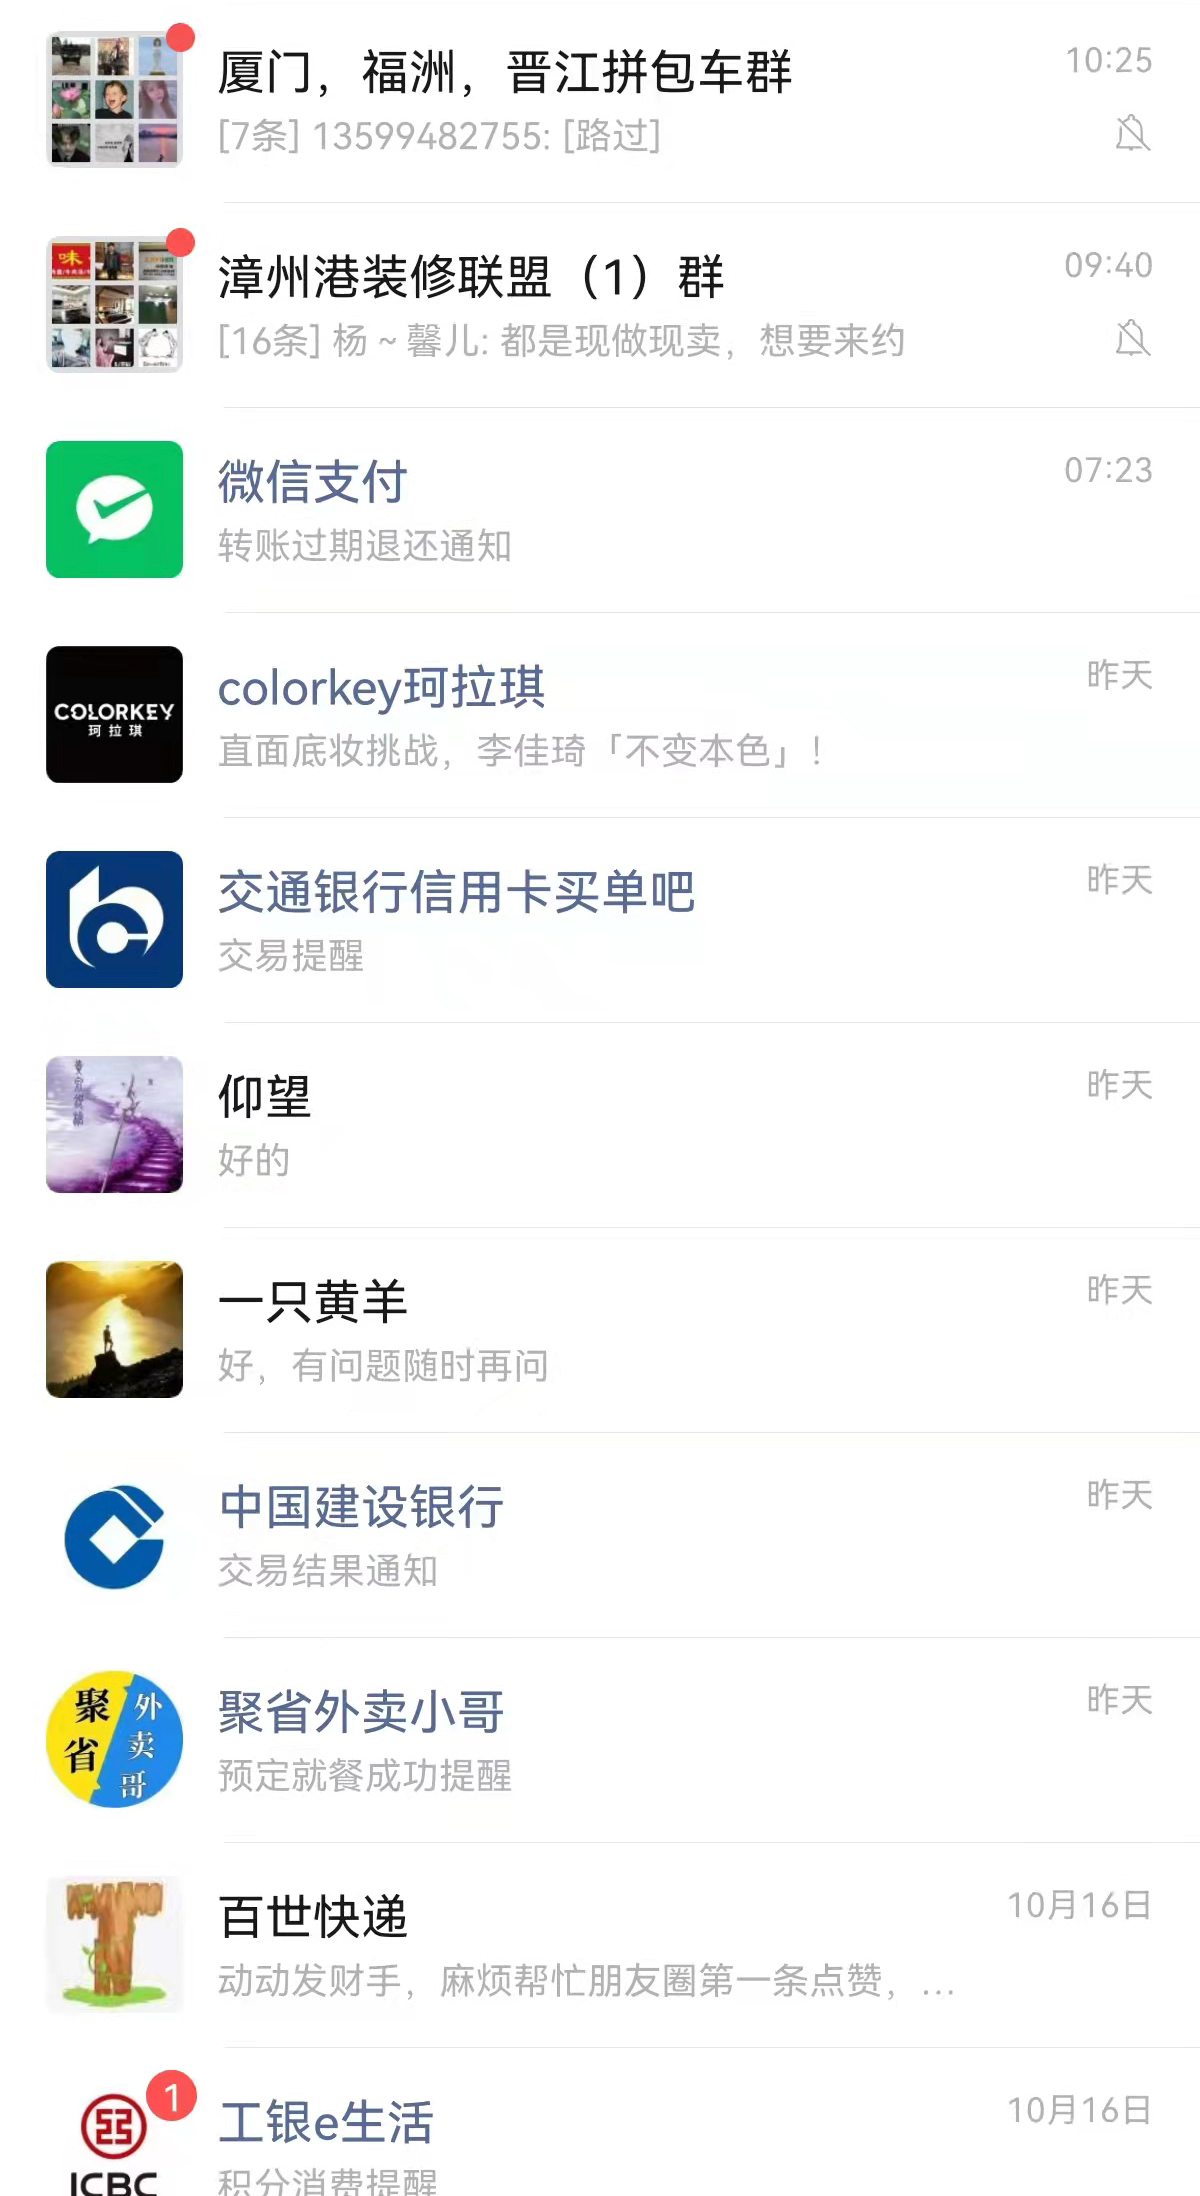 厦门，福洲，晋江拼包车群
10:25
[7条] 13599482755: [路过]
漳州港装修联盟（1）群
09:40
[16条] 杨 ~ 馨儿: 都是现做现卖，想要来约
味
微信支付
07:23
转账过期退还通知
COLORKEY
珂拉琪
colorkey珂拉琪
昨天
直面底妆挑战，李佳琦「不变本色」！
交通银行信用卡买单吧
昨天
交易提醒
仰望
昨天
好的
一只黄羊
昨天
好，有问题随时再问
中国建设银行
昨天
交易结果通知
聚省
外卖哥
聚省外卖小哥
昨天
预定就餐成功提醒
百世快递
10月16日
动动发财手，麻烦帮忙朋友圈第一条点赞，...
1
ICBC
工银e生活
10月16日
积分消费提醒